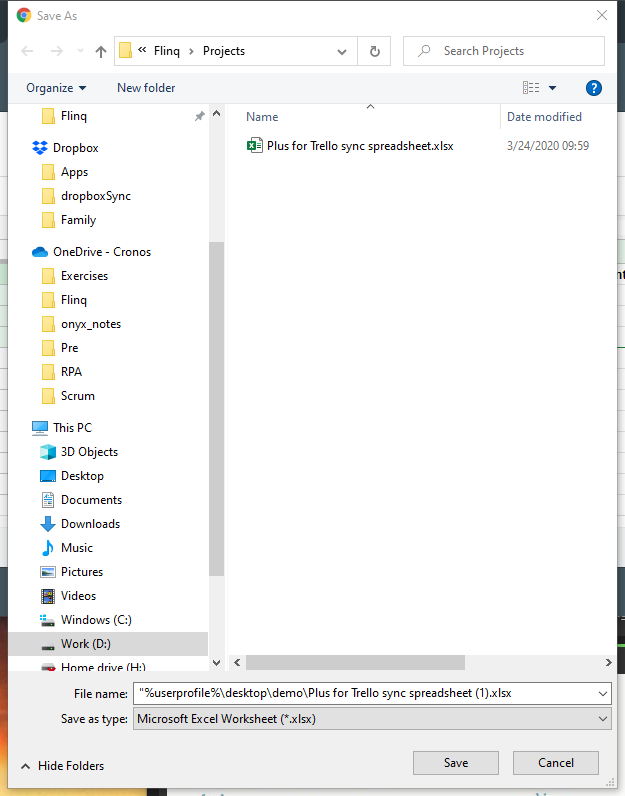 Save As
« Flinq › Projects
Search Projects
Organize
New folder
?
Flinq
Dropbox
Apps
dropboxSync
Family
OneDrive - Cronos
Exercises
Flinq
onyx_notes
Pre
RPA
Scrum
This PC
3D Objects
Desktop
Documents
Downloads
Music
Pictures
Videos
Windows (C:)
Work (D:)
Home drive (H:)
Name Date modified
Plus for Trello sync spreadsheet.xlsx 3/24/2020 09:59
File name: "%userprofile%\desktop\demo\Plus for Trello sync spreadsheet (1).xlsx
Save as type: Microsoft Excel Worksheet (*.xlsx)
Hide Folders
Save
Cancel